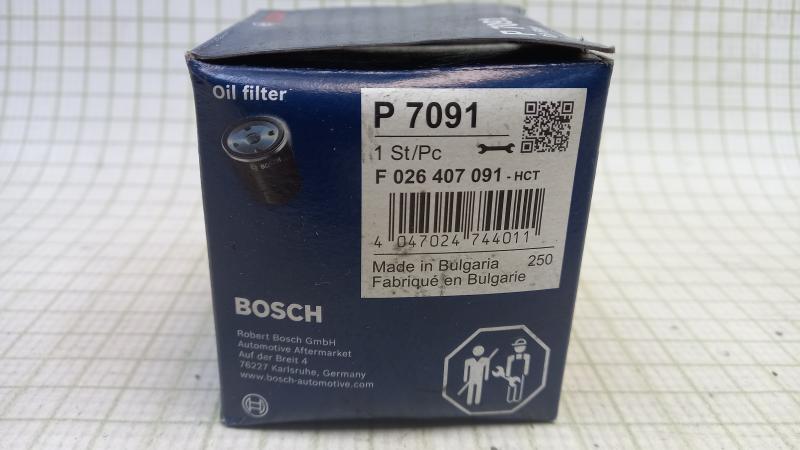 Oil filter
P 7091
1 St/Pc
F 026 407 091 - HCT
4 047024 744011
Made in Bulgaria 250
Fabriqué en Bulgarie
BOSCH
Robert Bosch GmbH
Automotive Aftermarket
Auf der Breit 4
76227 Karlsruhe, Germany
www.bosch-automotive.com